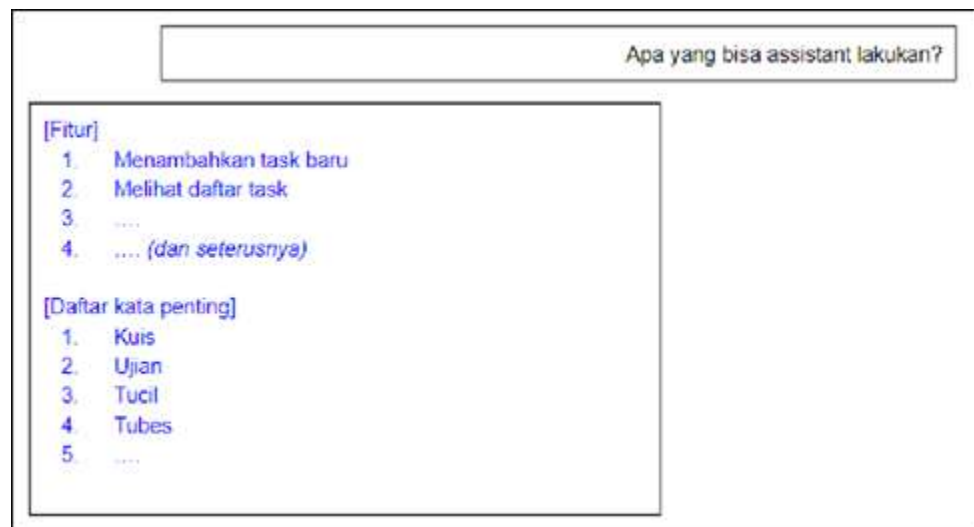 Apa yang bisa assistant lakukan?
[Fitur]
1. Menambahkan task baru
2. Melihat daftar task
3. ....
4. .... (dan seterusnya)
[Daftar kata penting]
1. Kuis
2. Ujian
3. Tucil
4. Tubes
5. ....